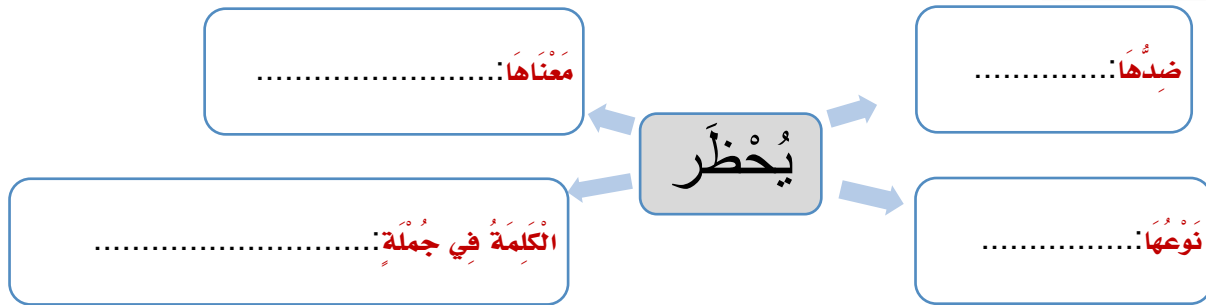 ضِدُّهَا:..............
مَعْنَاهَا:.........................
يُحْظَر
نَوْعُهَا:................
الْكَلِمَةُ فِي جُمْلَةٍ:.............................